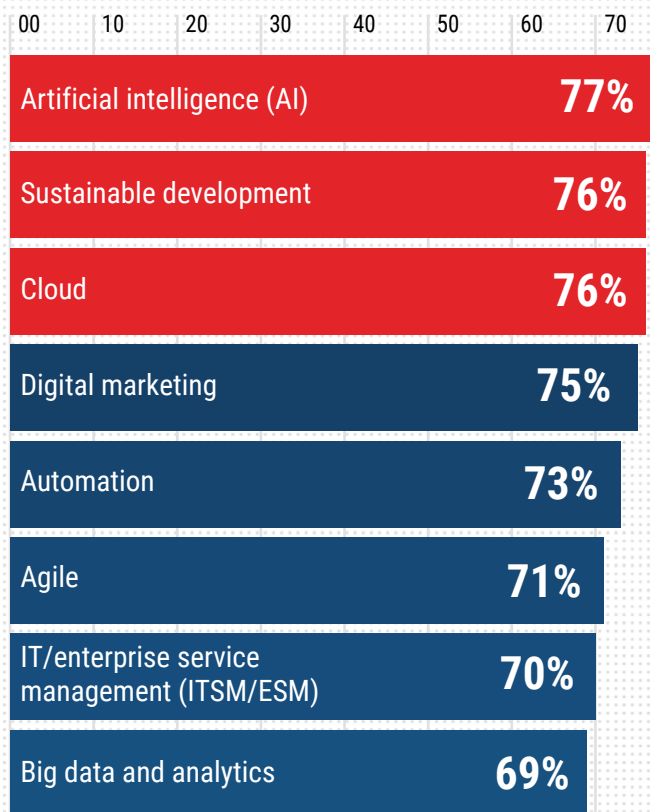 00 10 20 30 40 50 60 70
Artificial intelligence (AI) 77%
Sustainable development 76%
Cloud 76%
Digital marketing 75%
Automation 73%
Agile 71%
IT/enterprise service
management (ITSM/ESM) 70%
Big data and analytics 69%